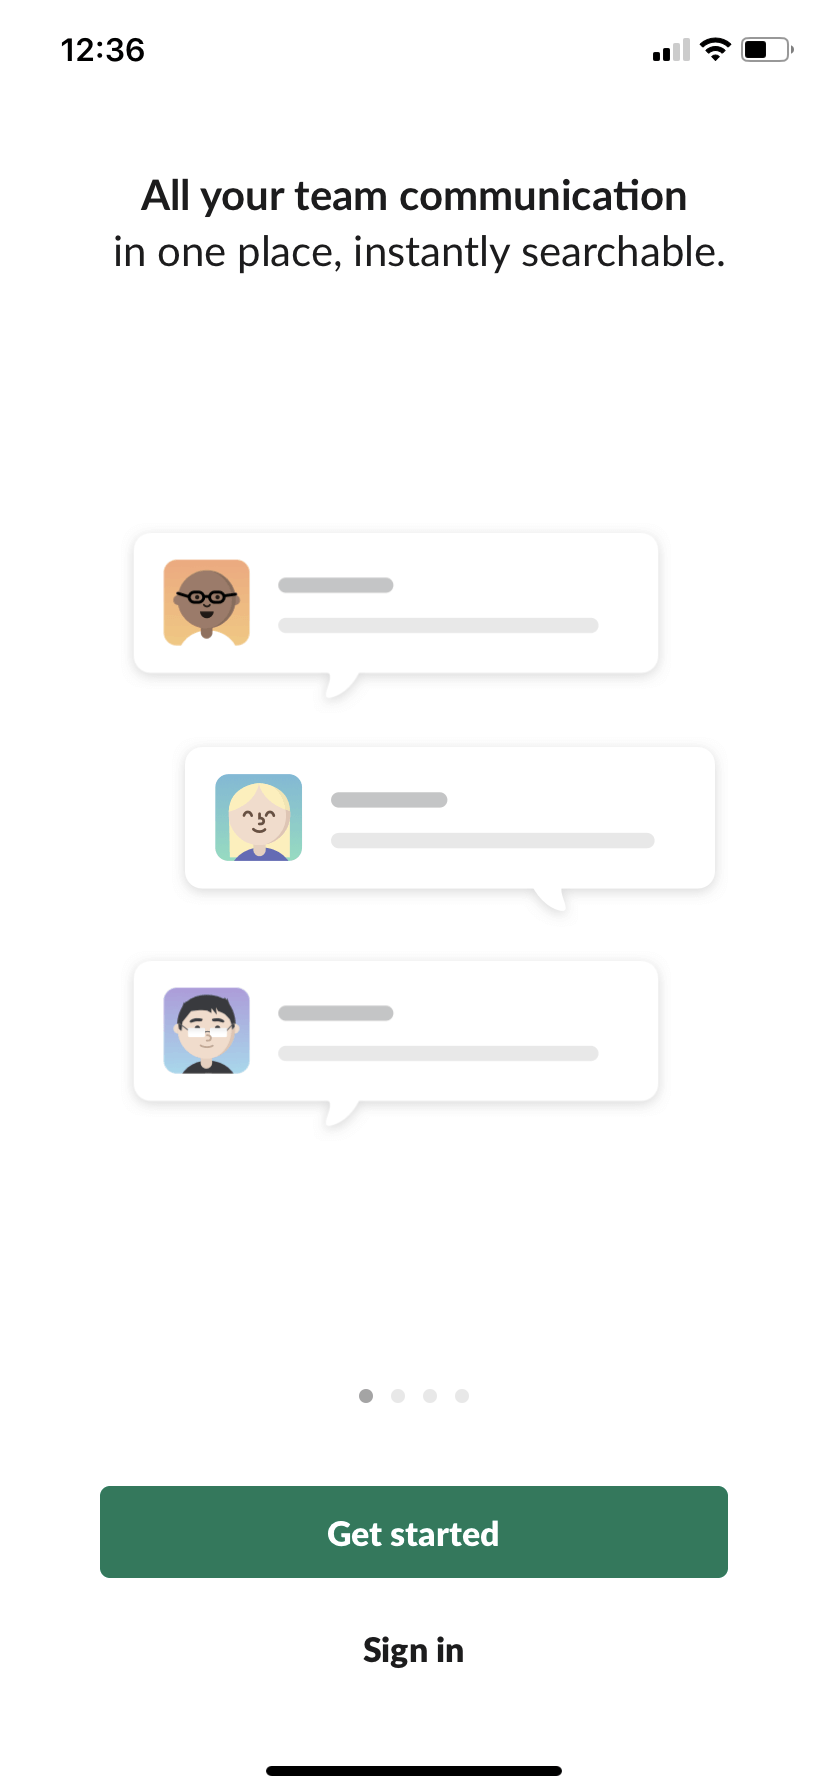 12:36
All your team communication
in one place, instantly searchable.
Get started
Sign in